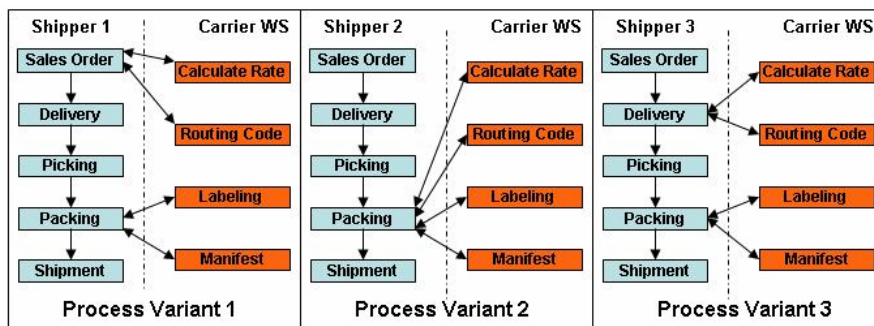 Shipper 1 Carrier WS
Sales Order
Calculate Rate
Delivery
Routing Code
Picking
Labeling
Packing
Manifest
Shipment
Process Variant 1
Shipper 2 Carrier WS
Sales Order
Calculate Rate
Delivery
Routing Code
Picking
Labeling
Packing
Manifest
Shipment
Process Variant 2
Shipper 3 Carrier WS
Sales Order
Calculate Rate
Delivery
Routing Code
Picking
Labeling
Packing
Manifest
Shipment
Process Variant 3